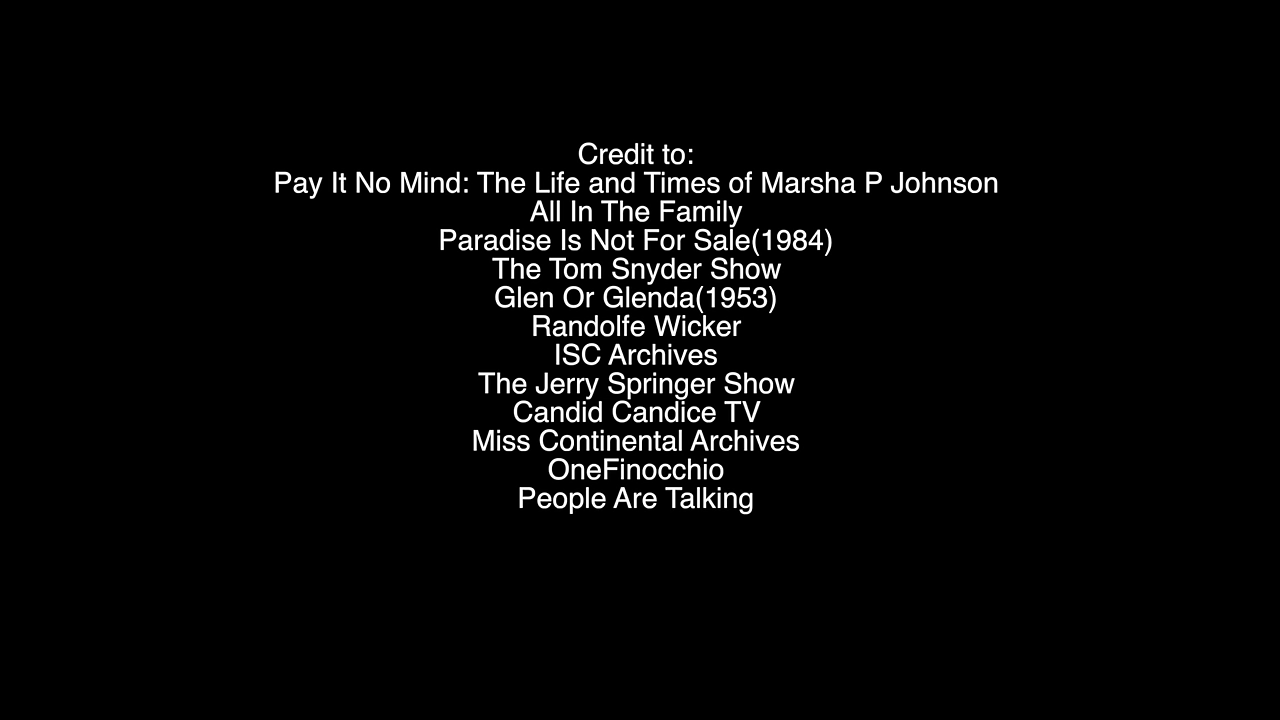 Credit to:
Pay It No Mind: The Life and Times of Marsha P Johnson
All In The Family
Paradise Is Not For Sale(1984)
The Tom Snyder Show
Glen Or Glenda(1953)
Randolfe Wicker
ISC Archives
The Jerry Springer Show
Candid Candice TV
Miss Continental Archives
OneFinocchio
People Are Talking